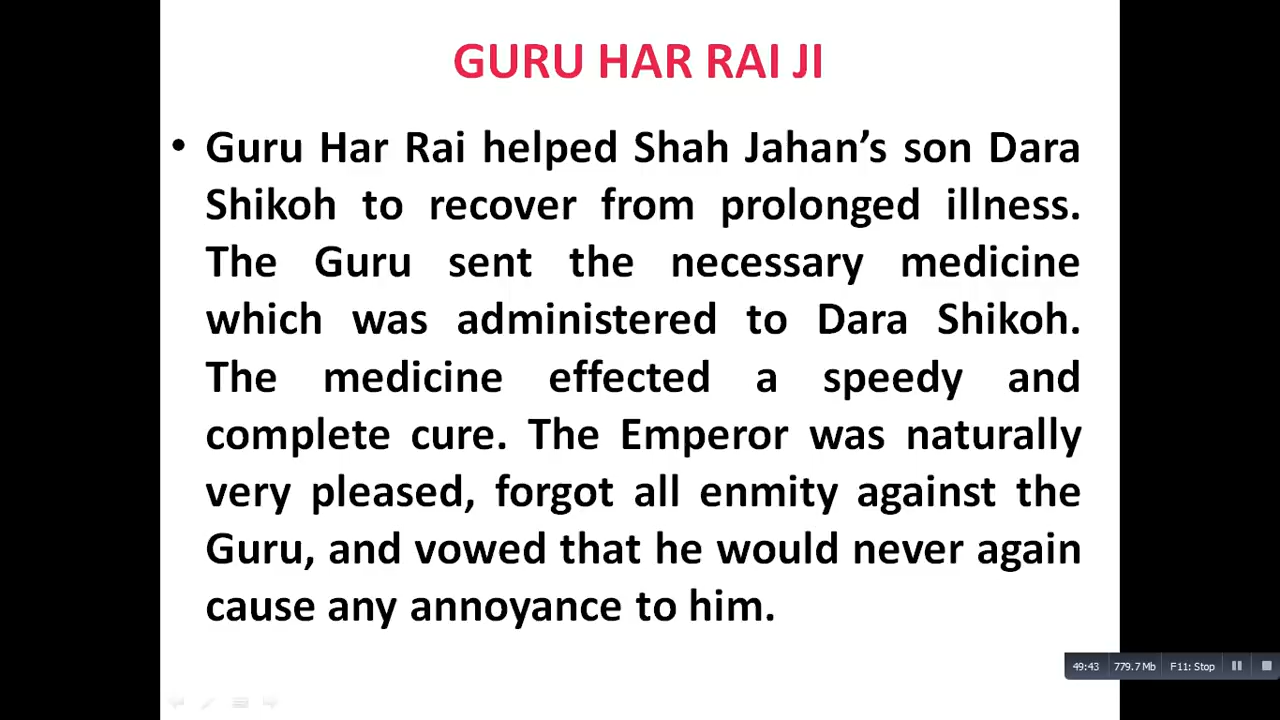 GURU HAR RAI JI
• Guru Har Rai helped Shah Jahan’s son Dara
Shikoh to recover from prolonged illness.
The Guru sent the necessary medicine
which was administered to Dara Shikoh.
The medicine effected a speedy and
complete cure. The Emperor was naturally
very pleased, forgot all enmity against the
Guru, and vowed that he would never again
cause any annoyance to him.
49:43 779.7 Mb F11: Stop